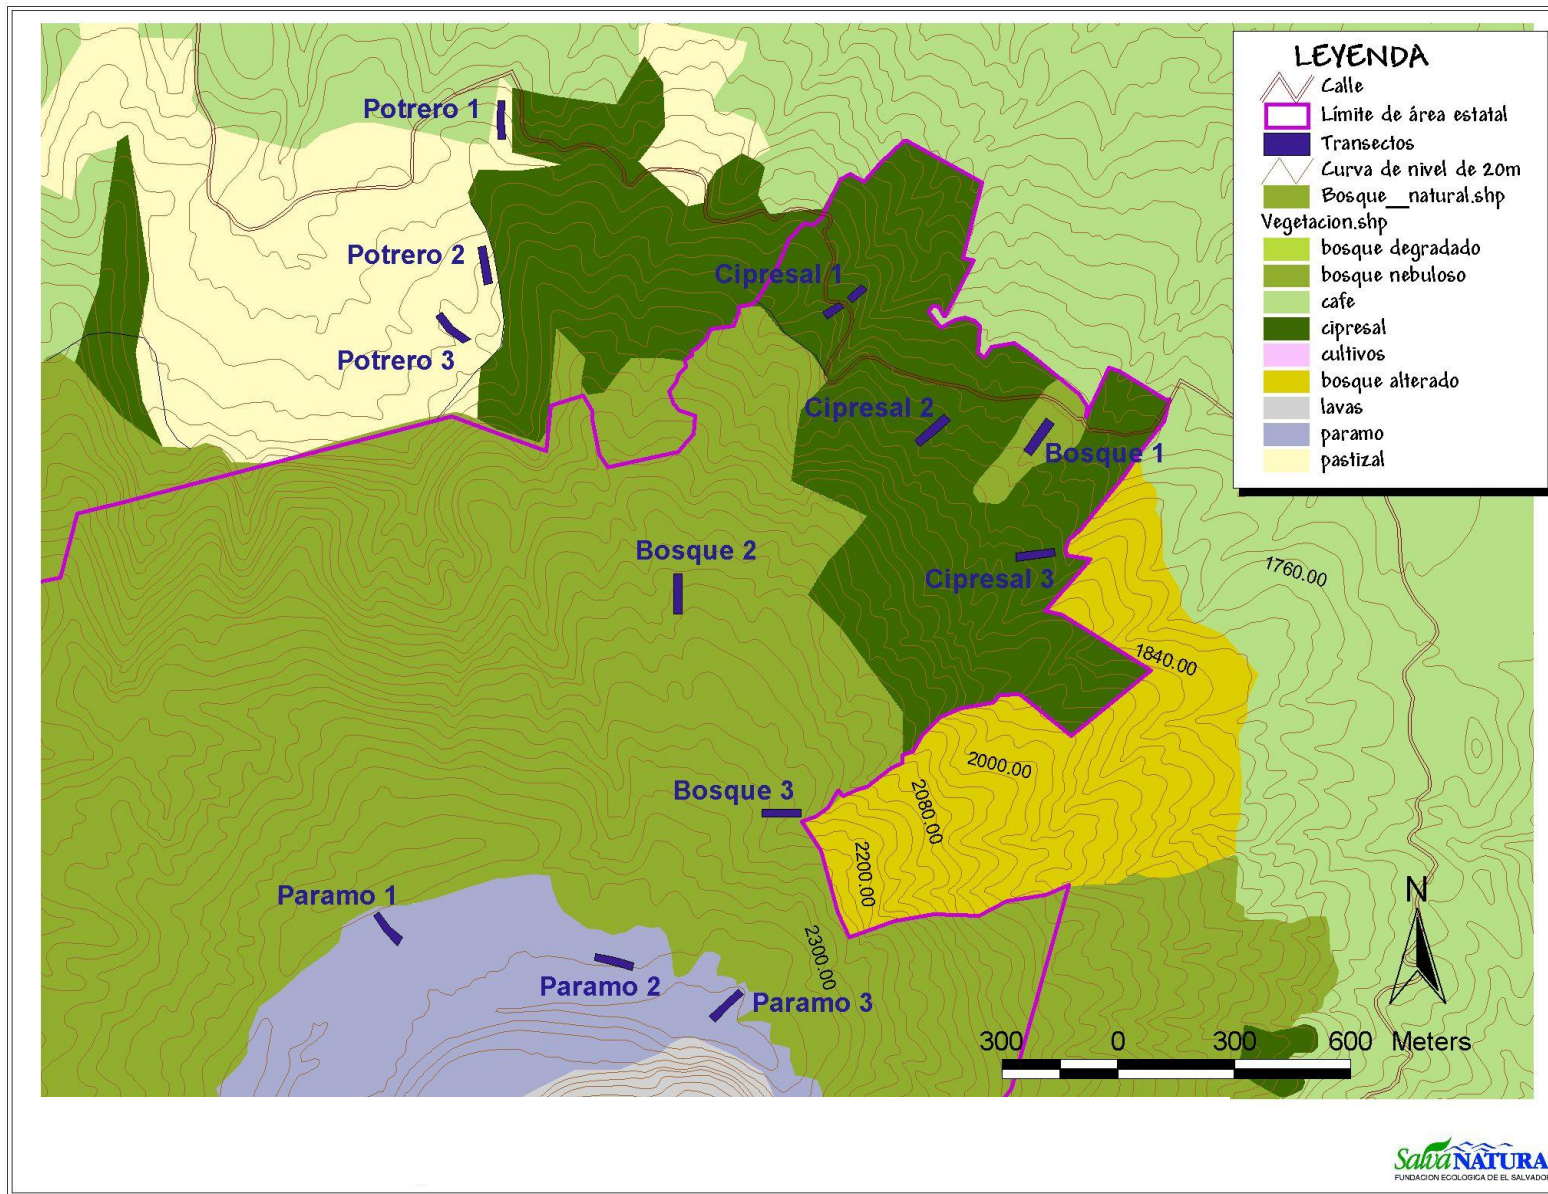 LEYENDA
Calle
Límite de área estatal
Transectos
Curva de nivel de 20m
Bosque__natural.shp
Vegetacion.shp
bosque degradado
bosque nebuloso
cafe
cipresal
cultivos
bosque alterado
lavas
paramo
pastizal
Potrero 1
Potrero 2
Potrero 3
Cipresal 1
Cipresal 2
Bosque 1
Bosque 2
Cipresal 3
1760.00
1840.00
2000.00
2080.00
Bosque 3
2200.00
2300.00
Paramo 1
Paramo 2
Paramo 3
N
300 0 300 600 Meters
SalvaNATURA
FUNDACION ECOLOGICA DE EL SALVADOR